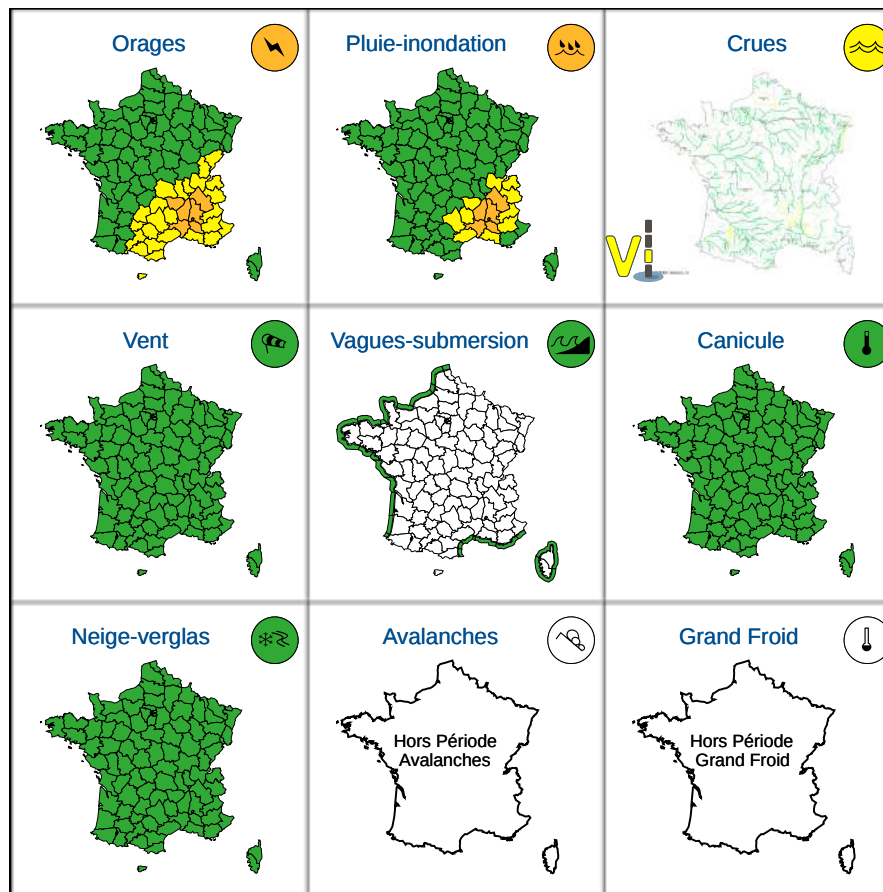 Orages
Pluie-inondation
Crues
Vent
Vagues-submersion
Canicule
Neige-verglas
Avalanches
Grand Froid
Hors Période
Avalanches
Hors Période
Grand Froid